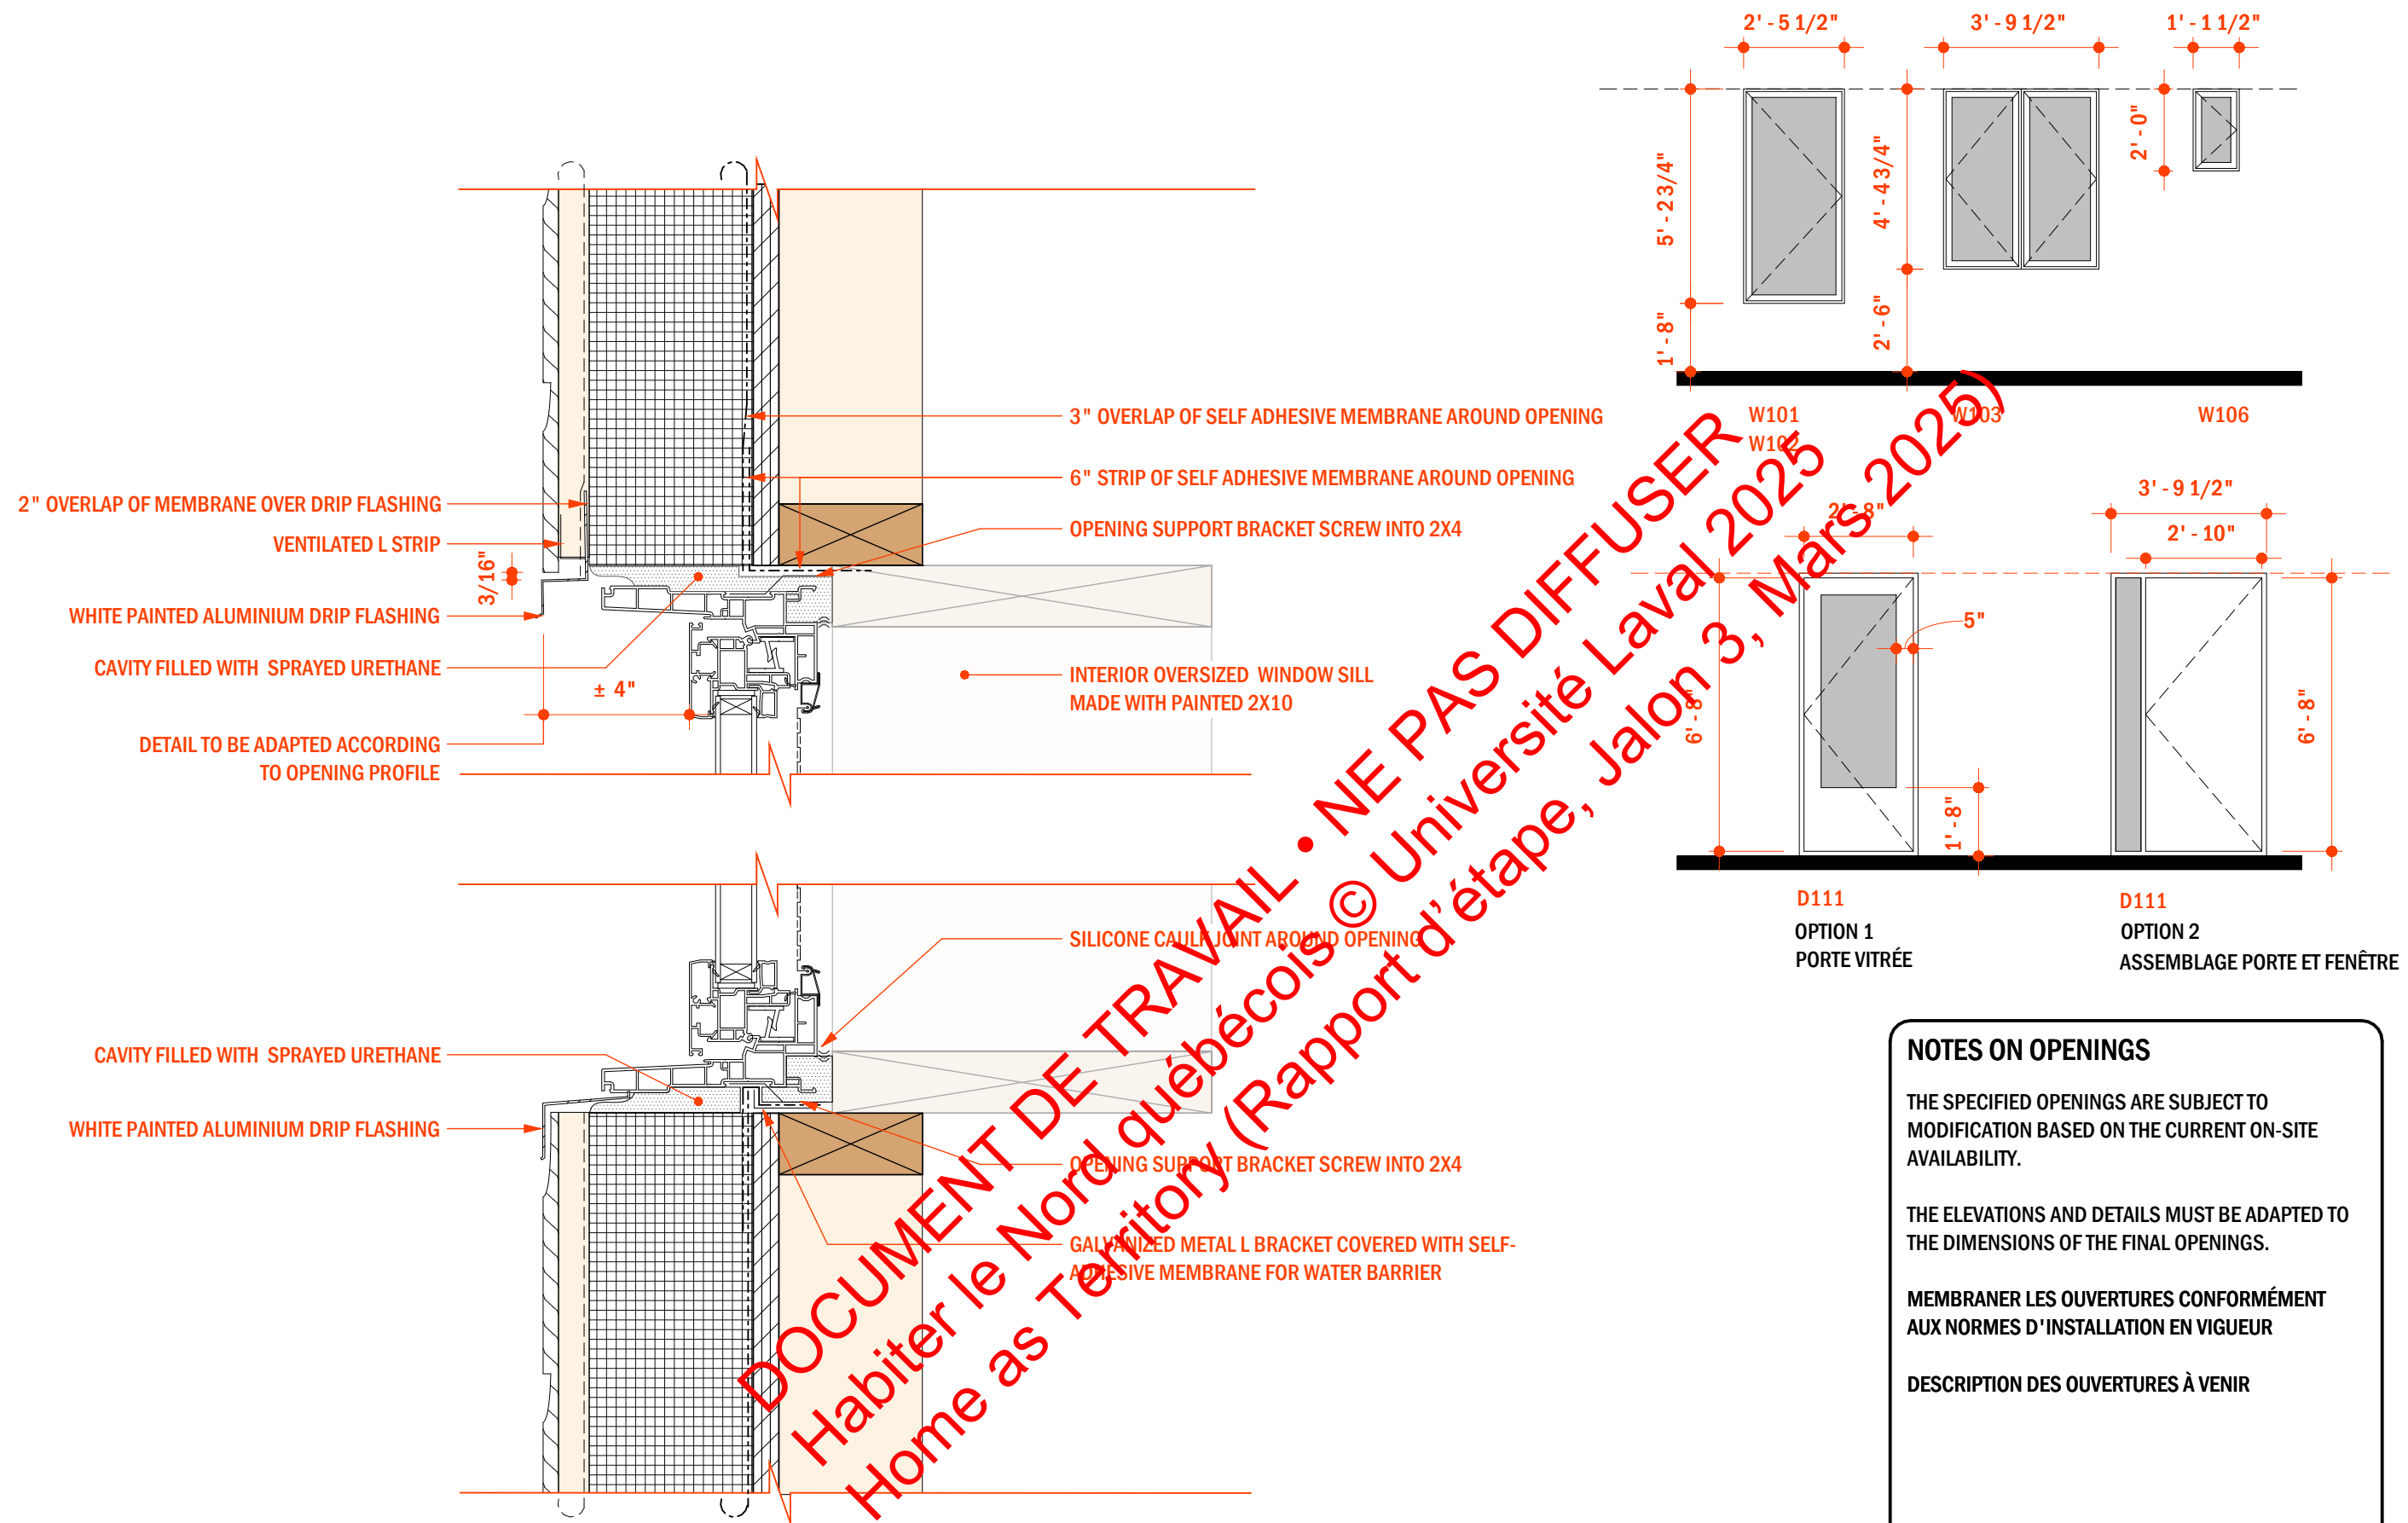 3" OVERLAP OF SELF ADHESIVE MEMBRANE AROUND OPENING
6" STRIP OF SELF ADHESIVE MEMBRANE AROUND OPENING
2" OVERLAP OF MEMBRANE OVER DRIP FLASHING
OPENING SUPPORT BRACKET SCREW INTO 2X4
VENTILATED L STRIP
3/16"
WHITE PAINTED ALUMINIUM DRIP FLASHING
CAVITY FILLED WITH SPRAYED URETHANE
± 4"
INTERIOR OVERSIZED WINDOW SILL
MADE WITH PAINTED 2X10
DETAIL TO BE ADAPTED ACCORDING
TO OPENING PROFILE
SILICONE CAULK JOINT AROUND OPENING
CAVITY FILLED WITH SPRAYED URETHANE
WHITE PAINTED ALUMINIUM DRIP FLASHING
OPENING SUPPORT BRACKET SCREW INTO 2X4
GALVANIZED METAL L BRACKET COVERED WITH SELF-
ADHESIVE MEMBRANE FOR WATER BARRIER
2' - 5 1/2"
3' - 9 1/2"
1' - 1 1/2"
5' - 2 3/4"
4' - 4 3/4"
2' - 0"
1' - 8"
2' - 6"
W101
W102
W103
W106
2' - 8"
3' - 9 1/2"
2' - 10"
5"
6' - 8"
1' - 8"
6' - 8"
D111
OPTION 1
PORTE VITRÉE
D111
OPTION 2
ASSEMBLAGE PORTE ET FENÊTRE
NOTES ON OPENINGS
THE SPECIFIED OPENINGS ARE SUBJECT TO
MODIFICATION BASED ON THE CURRENT ON-SITE
AVAILABILITY.
THE ELEVATIONS AND DETAILS MUST BE ADAPTED TO
THE DIMENSIONS OF THE FINAL OPENINGS.
MEMBRANER LES OUVERTURES CONFORMÉMENT
AUX NORMES D'INSTALLATION EN VIGUEUR
DESCRIPTION DES OUVERTURES À VENIR
DOCUMENT DE TRAVAIL • NE PAS DIFFUSER
Habiter le Nord québécois © Université Laval 2025
Home as Territory (Rapport d'étape, Jalon 3, Mars 2025)